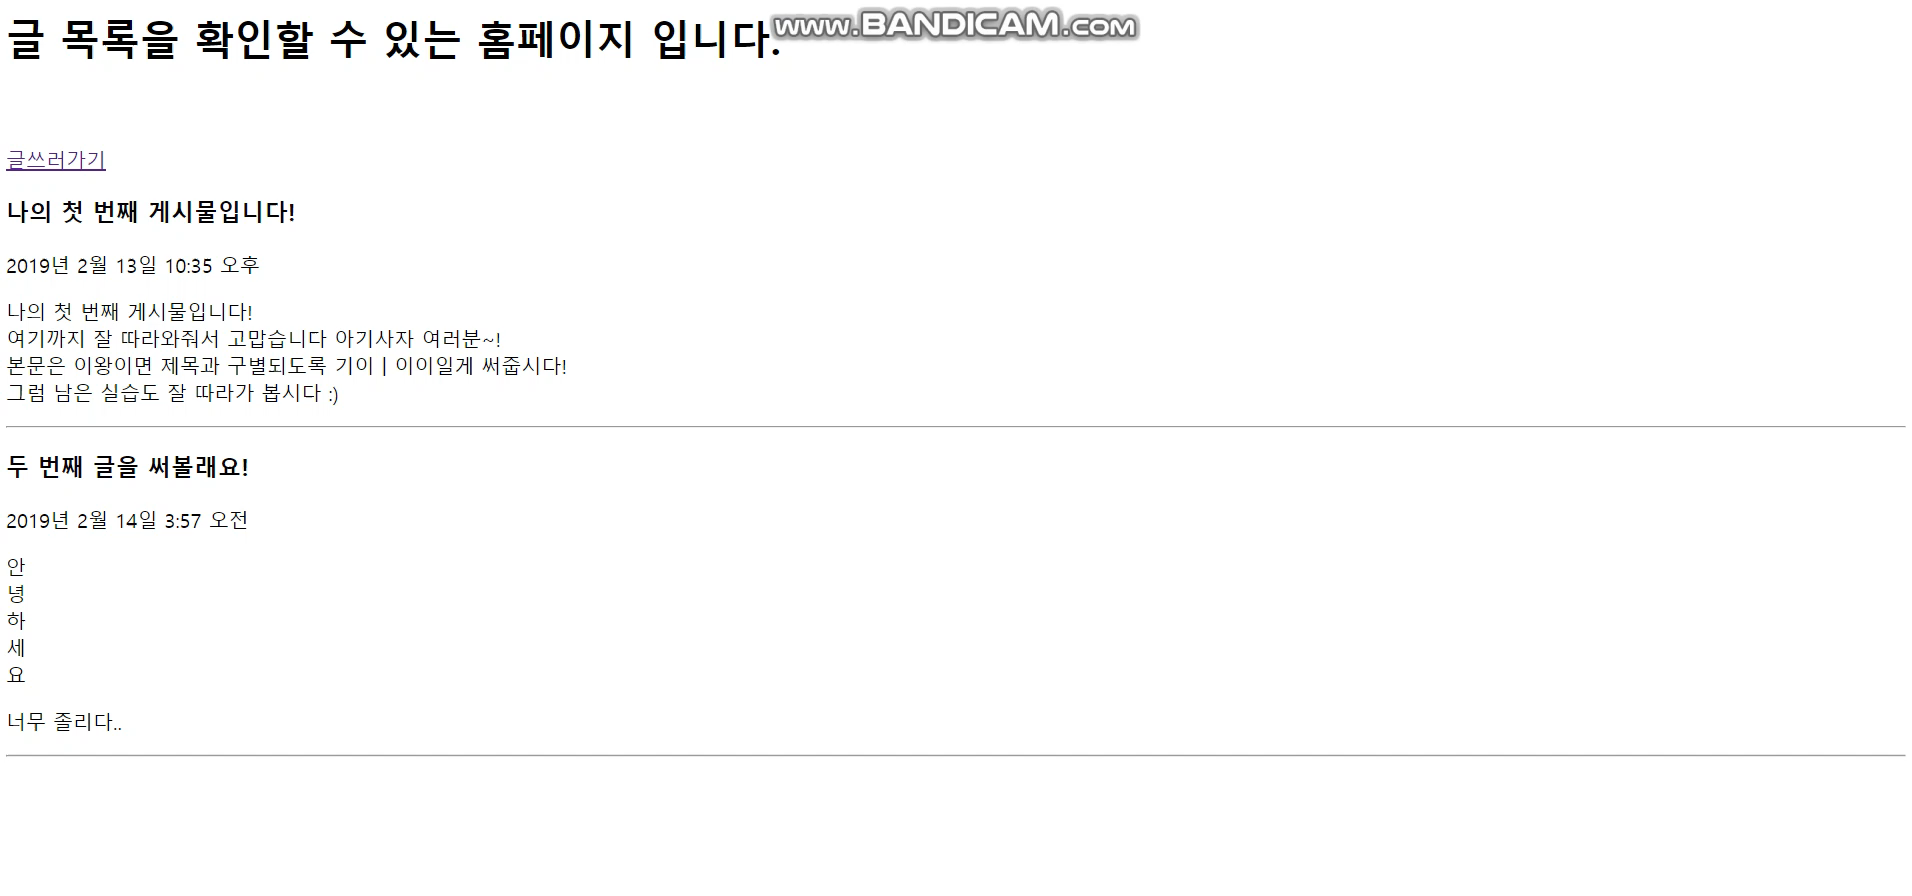 글 목록을 확인할 수 있는 홈페이지 입니다.
www.BANDICAM.com
글쓰러가기
나의 첫 번째 게시물입니다!
2019년 2월 13일 10:35 오후
나의 첫 번째 게시물입니다!
여기까지 잘 따라와줘서 고맙습니다 아기사자 여러분~!
본문은 이왕이면 제목과 구별되도록 기이 | 이이일게 써줍시다!
그럼 남은 실습도 잘 따라가 봅시다 :)
두 번째 글을 써볼래요!
2019년 2월 14일 3:57 오전
안
녕
하
세
요
너무 졸리다..